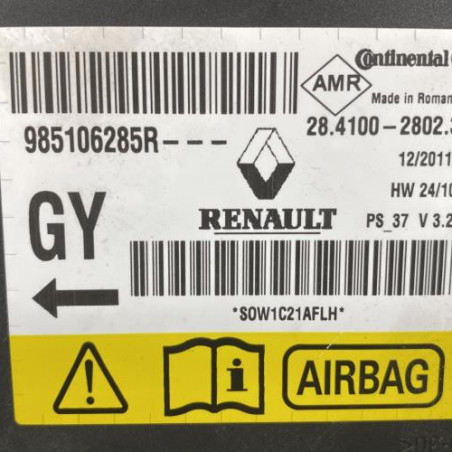 Continental
AMR
Made in Roman
985106285R---
28.4100-2802.
12/2011
HW 24/10
GY
RENAULT
PS_37 V 3.2
*SOW1C21AFLH*
i
AIRBAG